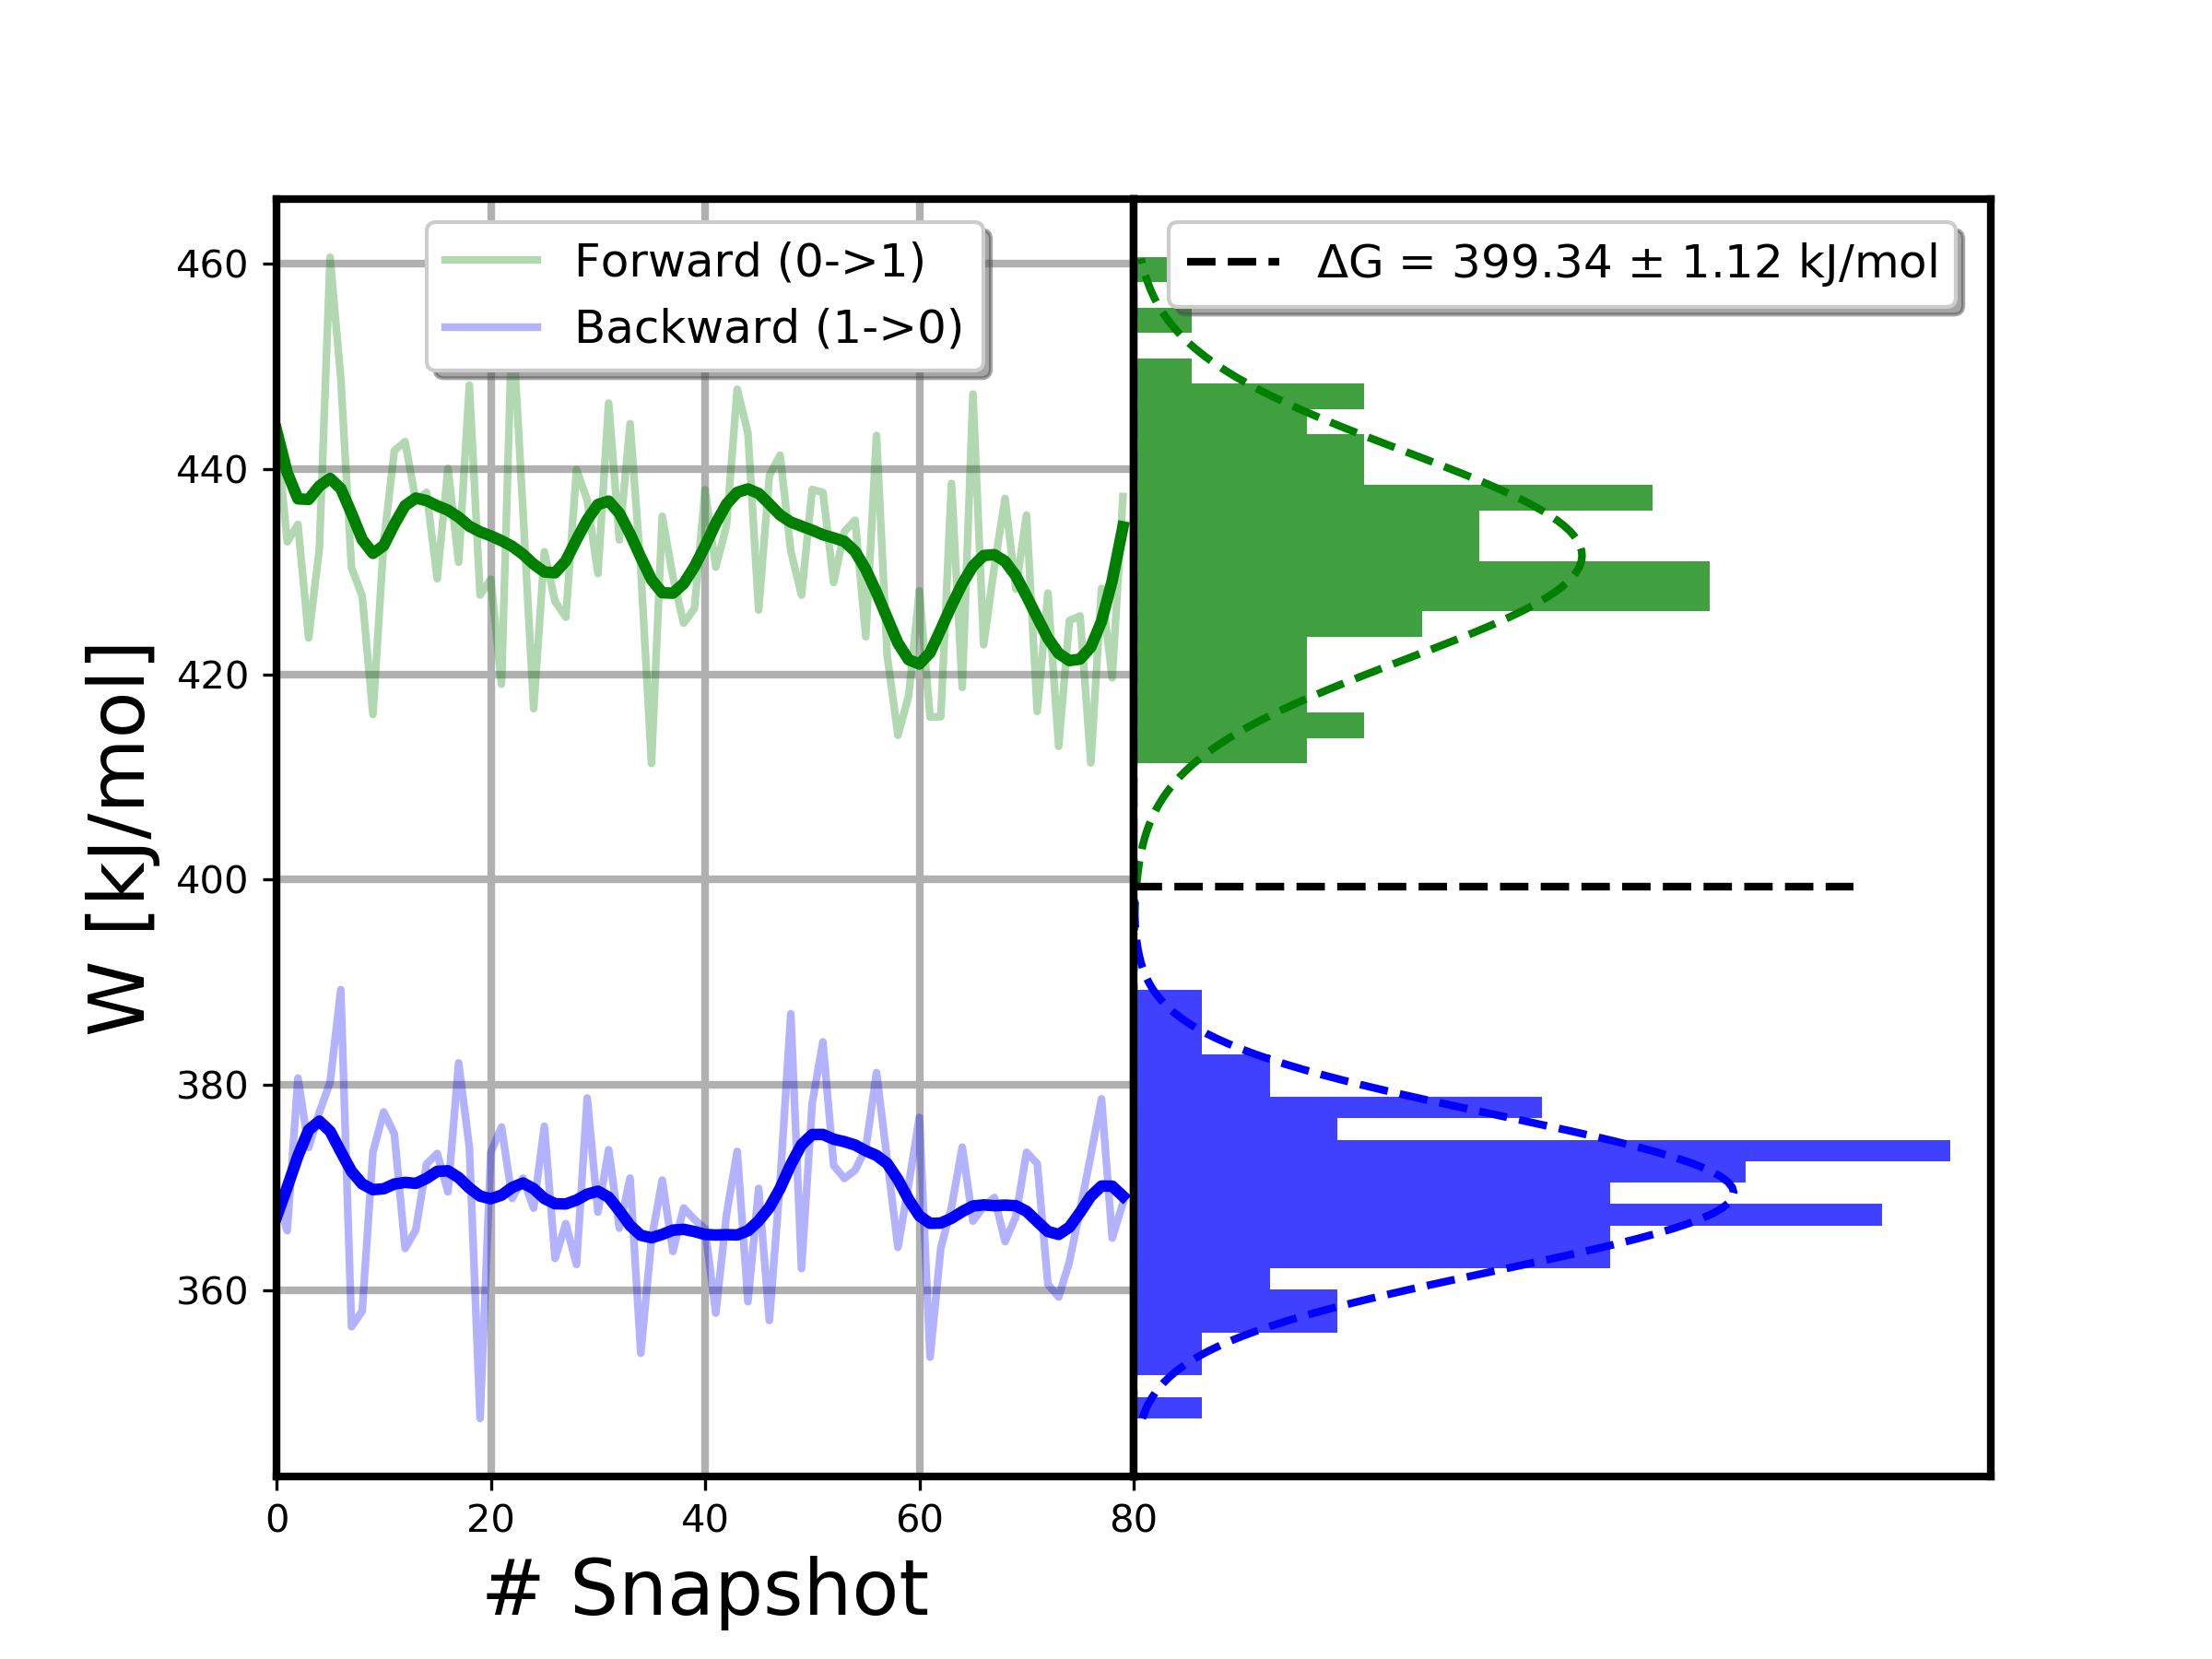 Forward (0->1)
Backward (1->0)
ΔG = 399.34 ± 1.12 kJ/mol
W [kJ/mol]
460
440
420
400
380
360
0 20 40 60 80
# Snapshot